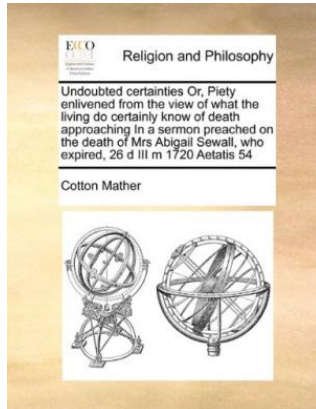 ECCO
Religion and Philosophy
Undoubted certainties Or, Piety
enlivened from the view of what the
living do certainly know of death
approaching In a sermon preached on
the death of Mrs Abigail Sewall, who
expired, 26 d III m 1720 Aetatis 54
Cotton Mather